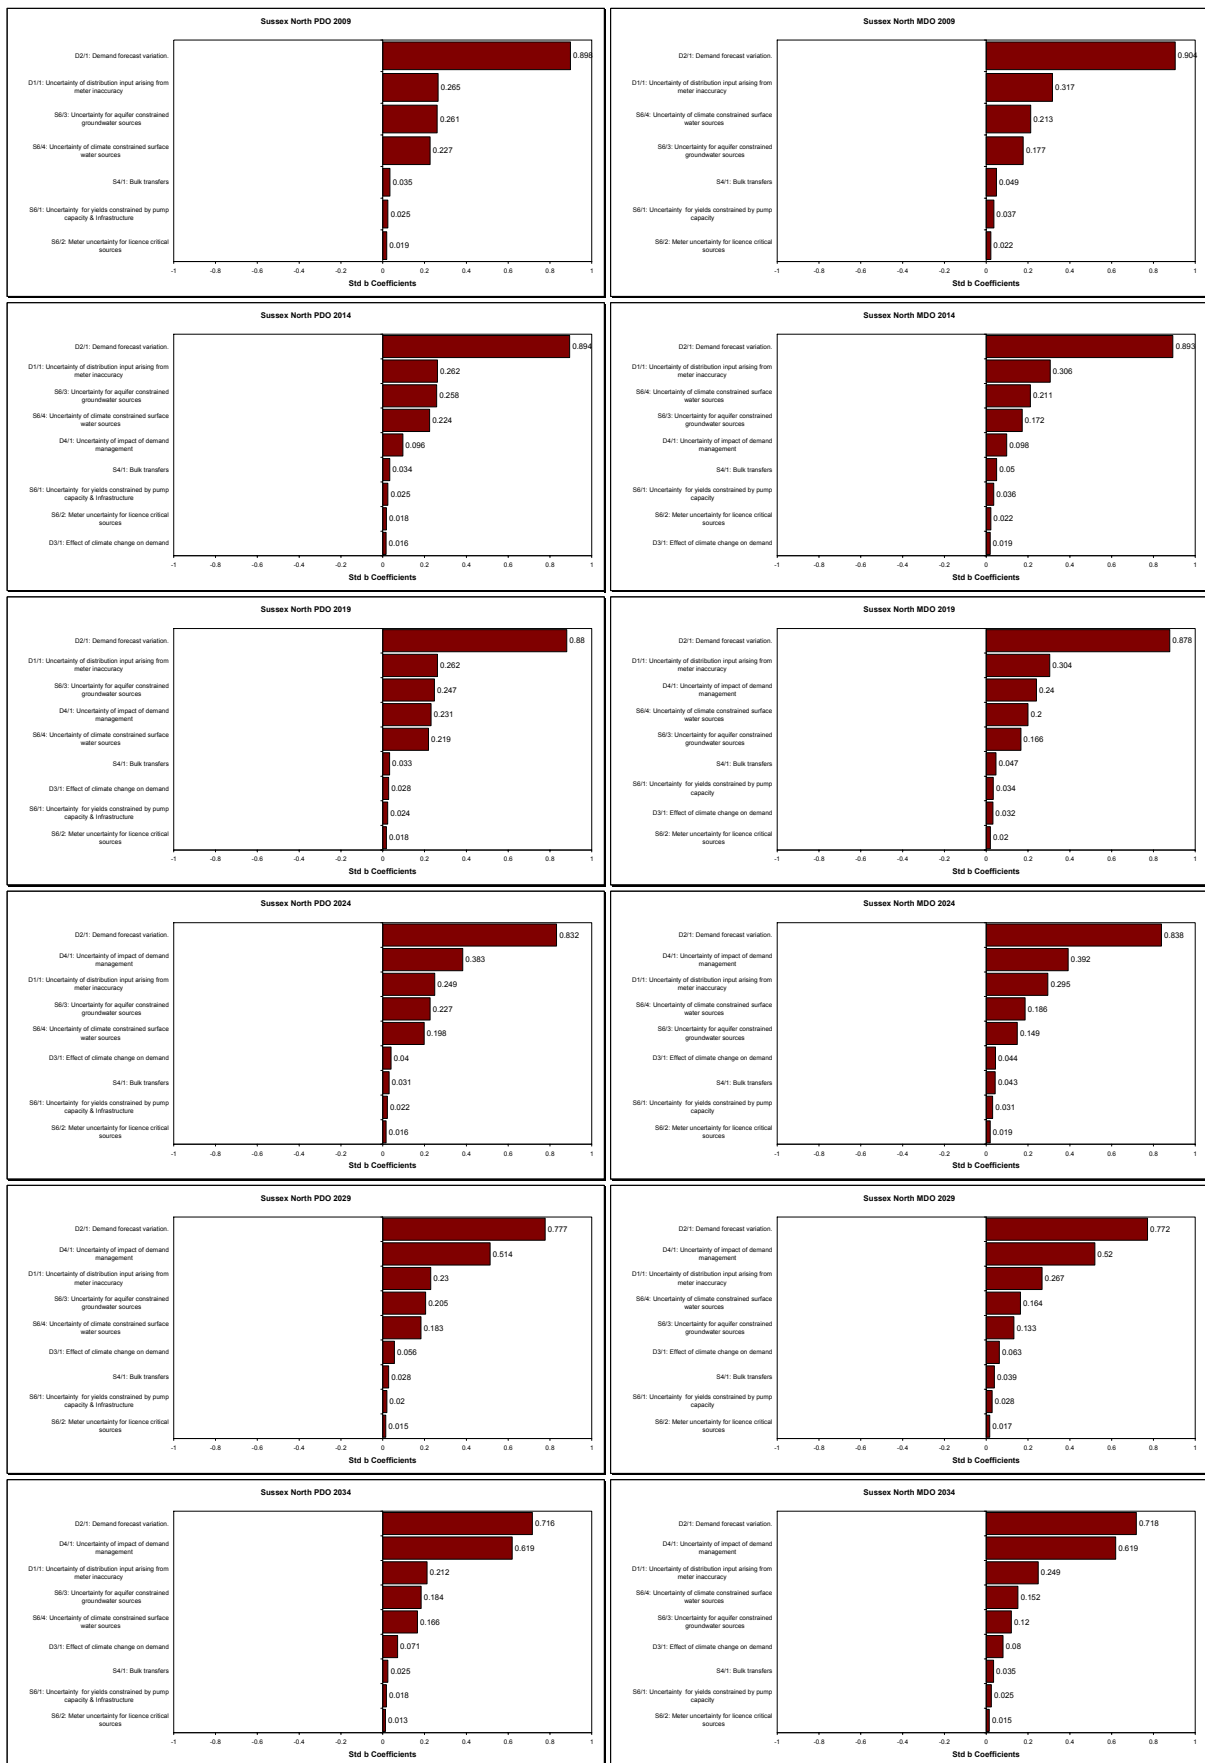 Sussex North PDO 2009
D2/1: Demand forecast variation.
0.898
D1/1: Uncertainty of distribution input arising from
meter inaccuracy
0.265
S6/3: Uncertainty for aquifer constrained
groundwater sources
0.261
S6/4: Uncertainty of climate constrained surface
water sources
0.227
S4/1: Bulk transfers
0.035
S6/1: Uncertainty for yields constrained by pump
capacity & Infrastructure
0.025
S6/2: Meter uncertainty for licence critical
sources
0.019
-1 -0.8 -0.6 -0.4 -0.2 0 0.2 0.4 0.6 0.8 1
Std b Coefficients
Sussex North MDO 2009
D2/1: Demand forecast variation.
0.904
D1/1: Uncertainty of distribution input arising from
meter inaccuracy
0.317
S6/4: Uncertainty of climate constrained surface
water sources
0.213
S6/3: Uncertainty for aquifer constrained
groundwater sources
0.177
S4/1: Bulk transfers
0.049
S6/1: Uncertainty for yields constrained by pump
capacity
0.037
S6/2: Meter uncertainty for licence critical
sources
0.022
-1 -0.8 -0.6 -0.4 -0.2 0 0.2 0.4 0.6 0.8 1
Std b Coefficients
Sussex North PDO 2014
D2/1: Demand forecast variation.
0.894
D1/1: Uncertainty of distribution input arising from
meter inaccuracy
0.262
S6/3: Uncertainty for aquifer constrained
groundwater sources
0.258
S6/4: Uncertainty of climate constrained surface
water sources
0.224
D4/1: Uncertainty of impact of demand
management
0.096
S4/1: Bulk transfers
0.034
S6/1: Uncertainty for yields constrained by pump
capacity & Infrastructure
0.025
S6/2: Meter uncertainty for licence critical
sources
0.018
D3/1: Effect of climate change on demand
0.016
-1 -0.8 -0.6 -0.4 -0.2 0 0.2 0.4 0.6 0.8 1
Std b Coefficients
Sussex North MDO 2014
D2/1: Demand forecast variation.
0.893
D1/1: Uncertainty of distribution input arising from
meter inaccuracy
0.306
S6/4: Uncertainty of climate constrained surface
water sources
0.211
S6/3: Uncertainty for aquifer constrained
groundwater sources
0.172
D4/1: Uncertainty of impact of demand
management
0.098
S4/1: Bulk transfers
0.05
S6/1: Uncertainty for yields constrained by pump
capacity
0.036
S6/2: Meter uncertainty for licence critical
sources
0.022
D3/1: Effect of climate change on demand
0.019
-1 -0.8 -0.6 -0.4 -0.2 0 0.2 0.4 0.6 0.8 1
Std b Coefficients
Sussex North PDO 2019
D2/1: Demand forecast variation.
0.88
D1/1: Uncertainty of distribution input arising from
meter inaccuracy
0.262
S6/3: Uncertainty for aquifer constrained
groundwater sources
0.247
D4/1: Uncertainty of impact of demand
management
0.231
S6/4: Uncertainty of climate constrained surface
water sources
0.219
S4/1: Bulk transfers
0.033
D3/1: Effect of climate change on demand
0.028
S6/1: Uncertainty for yields constrained by pump
capacity & Infrastructure
0.024
S6/2: Meter uncertainty for licence critical
sources
0.018
-1 -0.8 -0.6 -0.4 -0.2 0 0.2 0.4 0.6 0.8 1
Std b Coefficients
Sussex North MDO 2019
D2/1: Demand forecast variation.
0.878
D1/1: Uncertainty of distribution input arising from
meter inaccuracy
0.304
D4/1: Uncertainty of impact of demand
management
0.24
S6/4: Uncertainty of climate constrained surface
water sources
0.2
S6/3: Uncertainty for aquifer constrained
groundwater sources
0.166
S4/1: Bulk transfers
0.047
S6/1: Uncertainty for yields constrained by pump
capacity
0.034
D3/1: Effect of climate change on demand
0.032
S6/2: Meter uncertainty for licence critical
sources
0.02
-1 -0.8 -0.6 -0.4 -0.2 0 0.2 0.4 0.6 0.8 1
Std b Coefficients
Sussex North PDO 2024
D2/1: Demand forecast variation.
0.832
D4/1: Uncertainty of impact of demand
management
0.383
D1/1: Uncertainty of distribution input arising from
meter inaccuracy
0.249
S6/3: Uncertainty for aquifer constrained
groundwater sources
0.227
S6/4: Uncertainty of climate constrained surface
water sources
0.198
D3/1: Effect of climate change on demand
0.04
S4/1: Bulk transfers
0.031
S6/1: Uncertainty for yields constrained by pump
capacity & Infrastructure
0.022
S6/2: Meter uncertainty for licence critical
sources
0.016
-1 -0.8 -0.6 -0.4 -0.2 0 0.2 0.4 0.6 0.8 1
Std b Coefficients
Sussex North MDO 2024
D2/1: Demand forecast variation.
0.838
D4/1: Uncertainty of impact of demand
management
0.392
D1/1: Uncertainty of distribution input arising from
meter inaccuracy
0.295
S6/4: Uncertainty of climate constrained surface
water sources
0.186
S6/3: Uncertainty for aquifer constrained
groundwater sources
0.149
D3/1: Effect of climate change on demand
0.044
S4/1: Bulk transfers
0.043
S6/1: Uncertainty for yields constrained by pump
capacity
0.031
S6/2: Meter uncertainty for licence critical
sources
0.019
-1 -0.8 -0.6 -0.4 -0.2 0 0.2 0.4 0.6 0.8 1
Std b Coefficients
Sussex North PDO 2029
D2/1: Demand forecast variation.
0.777
D4/1: Uncertainty of impact of demand
management
0.514
D1/1: Uncertainty of distribution input arising from
meter inaccuracy
0.23
S6/3: Uncertainty for aquifer constrained
groundwater sources
0.205
S6/4: Uncertainty of climate constrained surface
water sources
0.183
D3/1: Effect of climate change on demand
0.056
S4/1: Bulk transfers
0.028
S6/1: Uncertainty for yields constrained by pump
capacity & Infrastructure
0.02
S6/2: Meter uncertainty for licence critical
sources
0.015
-1 -0.8 -0.6 -0.4 -0.2 0 0.2 0.4 0.6 0.8 1
Std b Coefficients
Sussex North MDO 2029
D2/1: Demand forecast variation.
0.772
D4/1: Uncertainty of impact of demand
management
0.52
D1/1: Uncertainty of distribution input arising from
meter inaccuracy
0.267
S6/4: Uncertainty of climate constrained surface
water sources
0.164
S6/3: Uncertainty for aquifer constrained
groundwater sources
0.133
D3/1: Effect of climate change on demand
0.063
S4/1: Bulk transfers
0.039
S6/1: Uncertainty for yields constrained by pump
capacity
0.028
S6/2: Meter uncertainty for licence critical
sources
0.017
-1 -0.8 -0.6 -0.4 -0.2 0 0.2 0.4 0.6 0.8 1
Std b Coefficients
Sussex North PDO 2034
D2/1: Demand forecast variation.
0.716
D4/1: Uncertainty of impact of demand
management
0.619
D1/1: Uncertainty of distribution input arising from
meter inaccuracy
0.212
S6/3: Uncertainty for aquifer constrained
groundwater sources
0.184
S6/4: Uncertainty of climate constrained surface
water sources
0.166
D3/1: Effect of climate change on demand
0.071
S4/1: Bulk transfers
0.025
S6/1: Uncertainty for yields constrained by pump
capacity & Infrastructure
0.018
S6/2: Meter uncertainty for licence critical
sources
0.013
-1 -0.8 -0.6 -0.4 -0.2 0 0.2 0.4 0.6 0.8 1
Std b Coefficients
Sussex North MDO 2034
D2/1: Demand forecast variation.
0.718
D4/1: Uncertainty of impact of demand
management
0.619
D1/1: Uncertainty of distribution input arising from
meter inaccuracy
0.249
S6/4: Uncertainty of climate constrained surface
water sources
0.152
S6/3: Uncertainty for aquifer constrained
groundwater sources
0.12
D3/1: Effect of climate change on demand
0.08
S4/1: Bulk transfers
0.035
S6/1: Uncertainty for yields constrained by pump
capacity
0.025
S6/2: Meter uncertainty for licence critical
sources
0.015
-1 -0.8 -0.6 -0.4 -0.2 0 0.2 0.4 0.6 0.8 1
Std b Coefficients